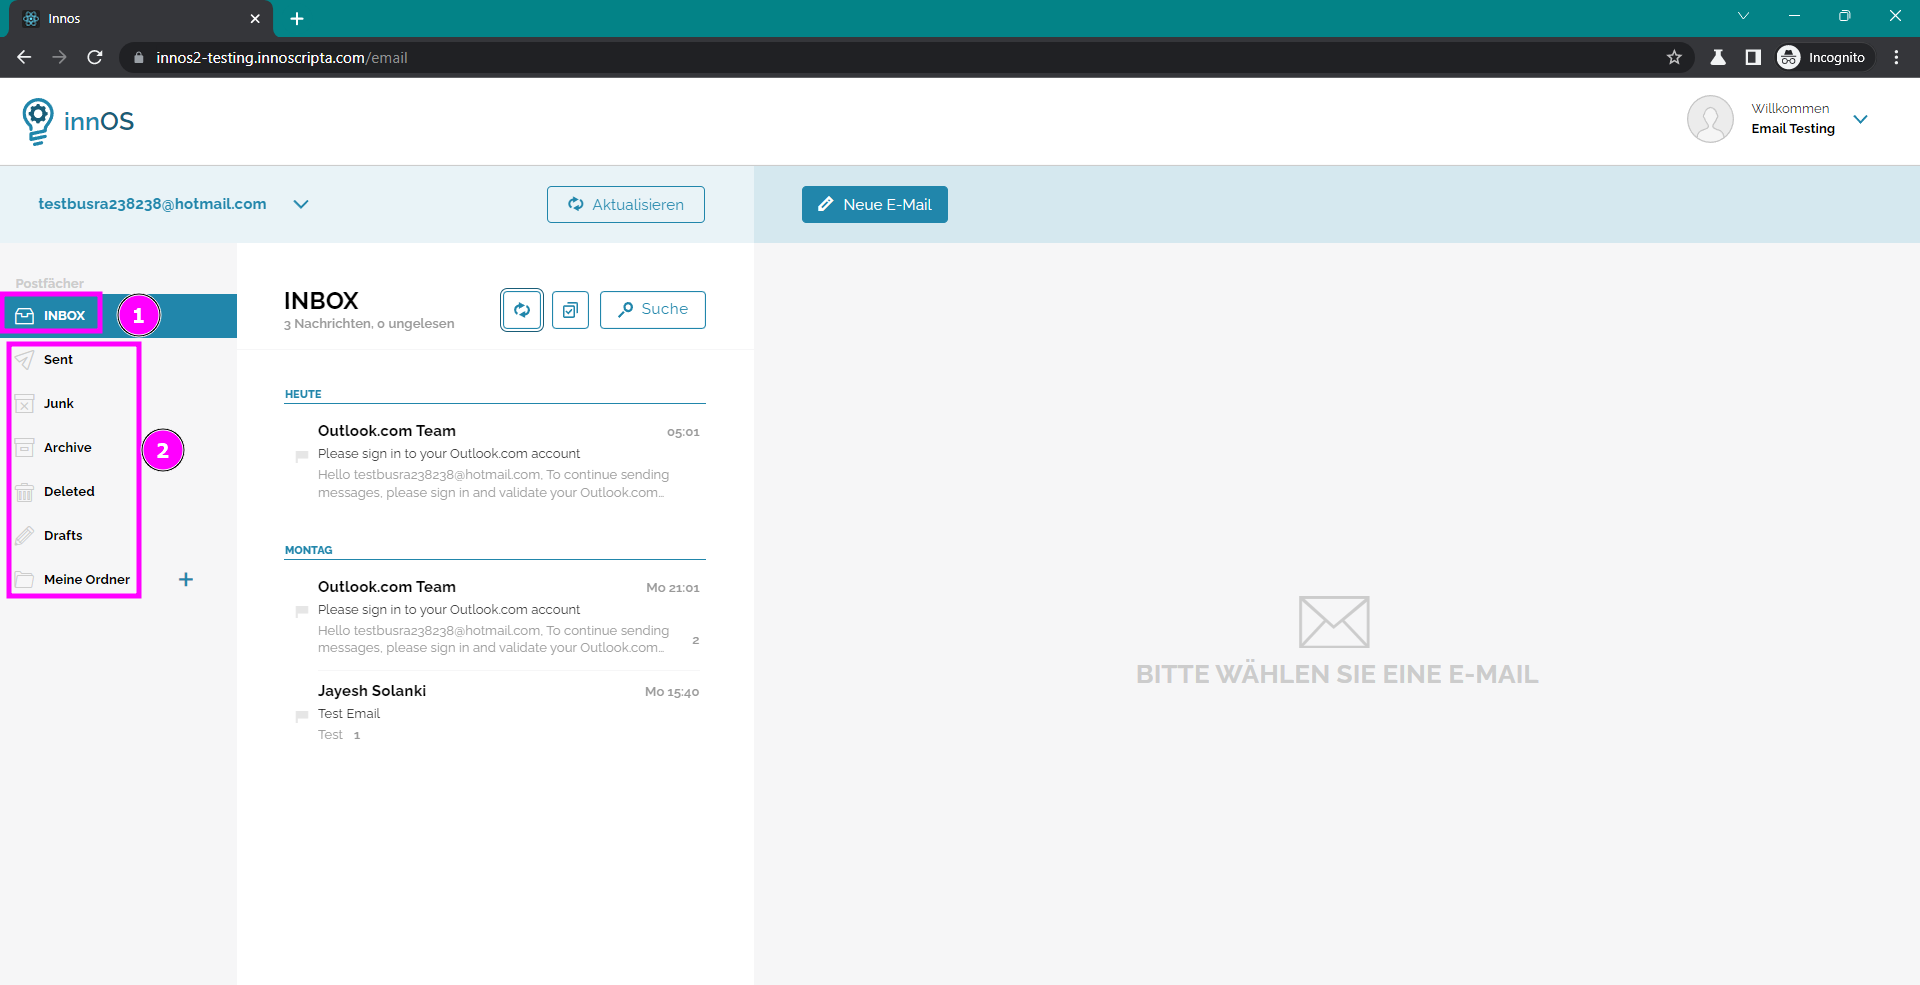 Innos
innos2-testing.innoscripta.com/email
Incognito
innOS
Willkommen
Email Testing
testbusra238238@hotmail.com
Aktualisieren
Neue E-Mail
Postfächer
INBOX
1
Sent
Junk
Archive
2
Deleted
Drafts
Meine Ordner
INBOX
3 Nachrichten, 0 ungelesen
Suche
HEUTE
Outlook.com Team
05:01
Please sign in to your Outlook.com account
Hello testbusra238238@hotmail.com, To continue sending
messages, please sign in and validate your Outlook.com...
MONTAG
Outlook.com Team
Mo 21:01
Please sign in to your Outlook.com account
Hello testbusra238238@hotmail.com, To continue sending
messages, please sign in and validate your Outlook.com...
2
Jayesh Solanki
Mo 15:40
Test Email
Test 1
BITTE WÄHLEN SIE EINE E-MAIL